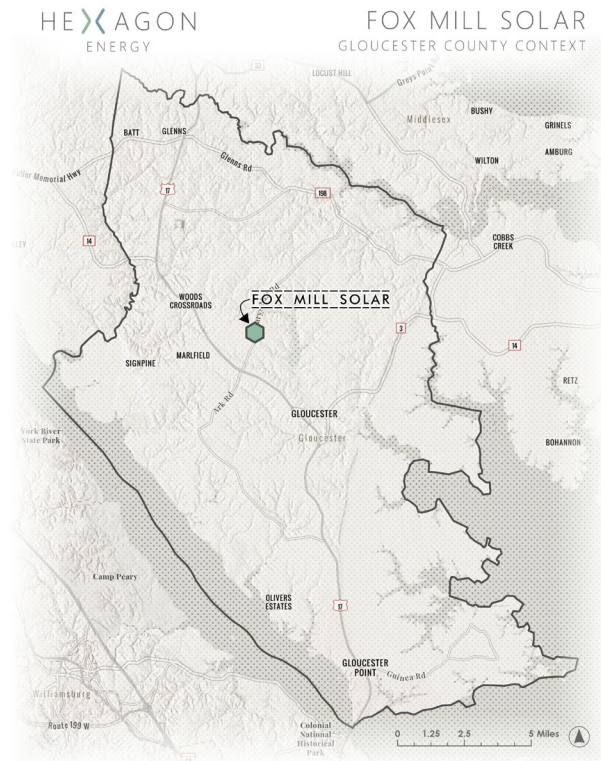 HEXAGON
ENERGY
FOX MILL SOLAR
GLOUCESTER COUNTY CONTEXT
33
LOCUST HILL
Greys Point
Middlesex
BUSHY
GRINELS
AMBURG
WILTON
BATT
GLENNS
Glenns Rd
Memorial Hwy
17
198
14
COBBS
CREEK
WOODS
CROSSROADS
FOX MILL SOLAR
Rd
3
14
SIGNPINE
MARLFIELD
RETZ
Ark Rd
GLOUCESTER
Gloucester
York River
State Park
BOHANNON
Camp Peary
OLIVERS
ESTATES
17
GLOUCESTER
POINT
Guinea Rd
Williamsburg
Route 199 W
Colonial
National
Historical
Park
0 1.25 2.5 5 Miles